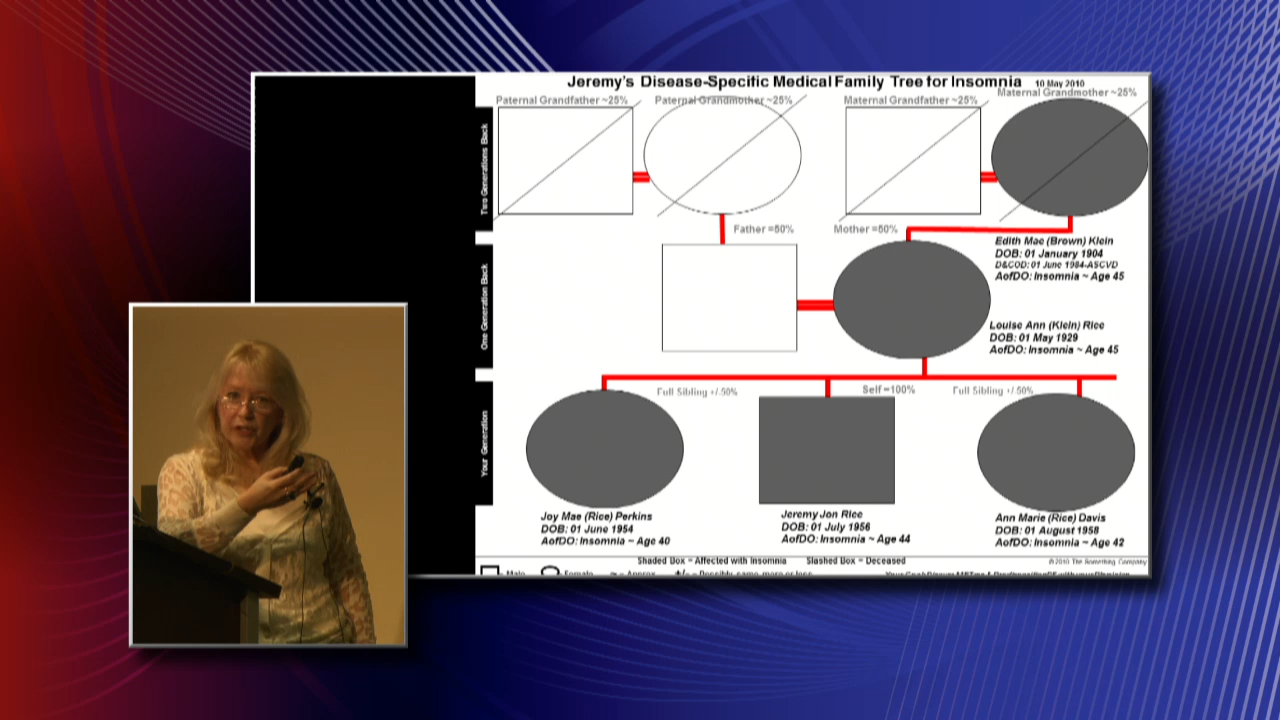 Jeremy's Disease-Specific Medical Family Tree for Insomnia 10 May 2010
Paternal Grandfather ~25%
Paternal Grandmother ~25%
Maternal Grandfather ~25%
Maternal Grandmother ~25%
Two Generations Back
Father =50%
Mother =50%
Edith Mae (Brown) Klein
DOB: 01 January 1904
D&COD: 01 June 1984-ASCVD
AofDO: Insomnia ~ Age 45
One Generation Back
Louise Ann (Klein) Rice
DOB: 01 May 1929
AofDO: Insomnia ~ Age 45
Full Sibling +/-50%
Self =100%
Full Sibling +/-50%
Your Generation
Joy Mae (Rice) Perkins
DOB: 01 June 1954
AofDO: Insomnia ~ Age 40
Jeremy Jon Rice
DOB: 01 July 1956
AofDO: Insomnia ~ Age 44
Ann Marie (Rice) Davis
DOB: 01 August 1958
AofDO: Insomnia ~ Age 42
Shaded Box = Affected with Insomnia Slashed Box = Deceased
© 2010 The Something Company